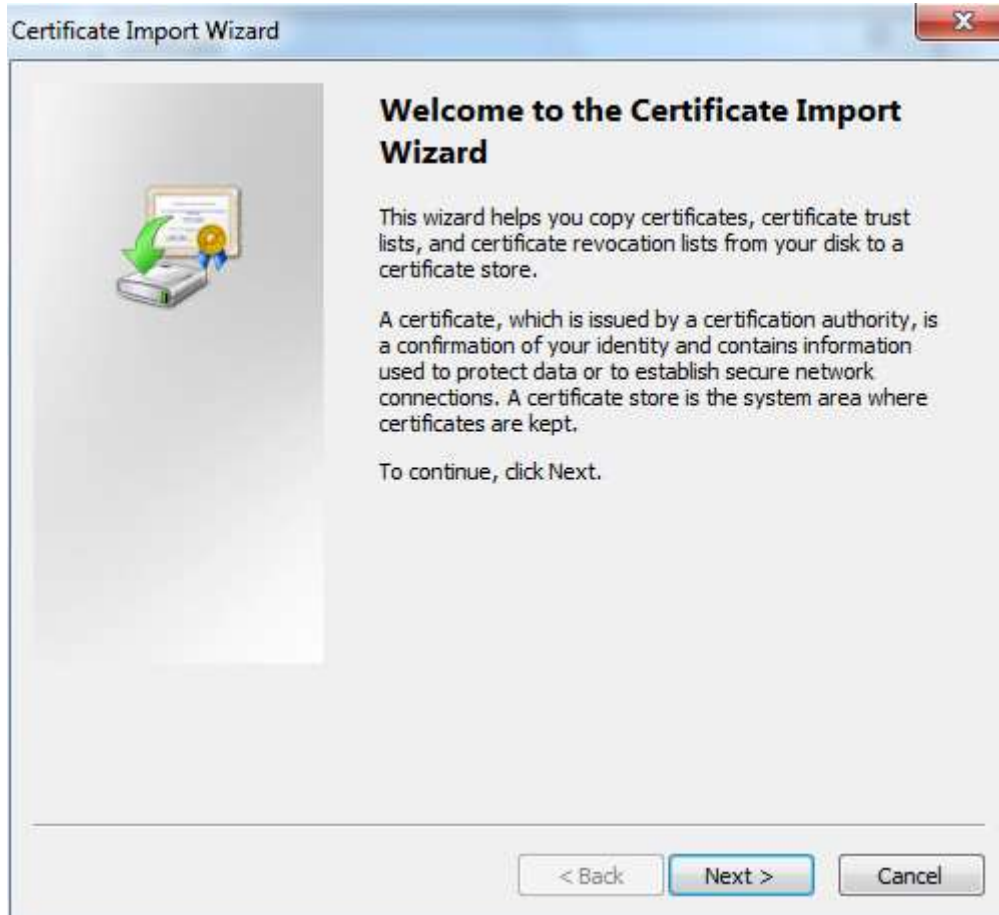 Certificate Import Wizard
Welcome to the Certificate Import
Wizard
This wizard helps you copy certificates, certificate trust
lists, and certificate revocation lists from your disk to a
certificate store.
A certificate, which is issued by a certification authority, is
a confirmation of your identity and contains information
used to protect data or to establish secure network
connections. A certificate store is the system area where
certificates are kept.
To continue, click Next.
< Back Next > Cancel